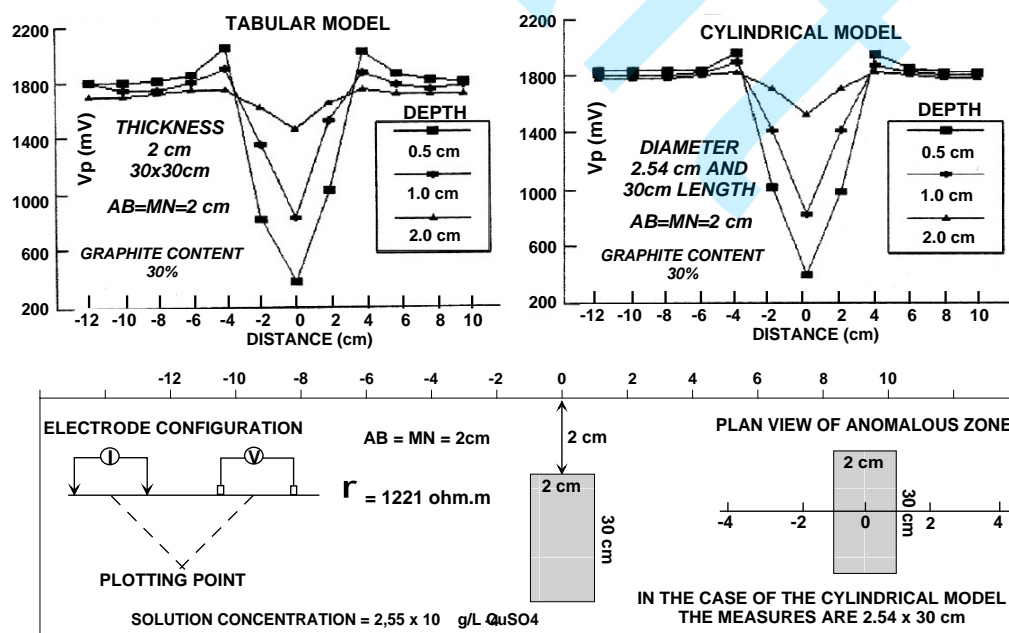 TABULAR MODEL
2200
1800
1400
1000
600
200
Vp (mV)
THICKNESS
2 cm
30x30cm
AB=MN=2 cm
GRAPHITE CONTENT
30%
DEPTH
0.5 cm
1.0 cm
2.0 cm
-12 -10 -8 -6 -4 -2 0 2 4 6 8 10
DISTANCE (cm)
CYLINDRICAL MODEL
2200
1800
1400
1000
600
200
Vp (mV)
DIAMETER
2.54 cm AND
30cm LENGTH
AB=MN=2 cm
GRAPHITE CONTENT
30%
DEPTH
0.5 cm
1.0 cm
2.0 cm
-12 -10 -8 -6 -4 -2 0 2 4 6 8 10
DISTANCE (cm)
-12 -10 -8 -6 -4 -2 0 2 4 6 8 10
ELECTRODE CONFIGURATION
I V
PLOTTING POINT
AB = MN = 2cm
r = 1221 ohm.m
SOLUTION CONCENTRATION = 2,55 x 10 g/L
2 cm
2 cm
30 cm
PLAN VIEW OF ANOMALOUS ZONE
2 cm
30 cm
-4 -2 0 2 4
IN THE CASE OF THE CYLINDRICAL MODEL
THE MEASURES ARE 2.54 x 30 cm